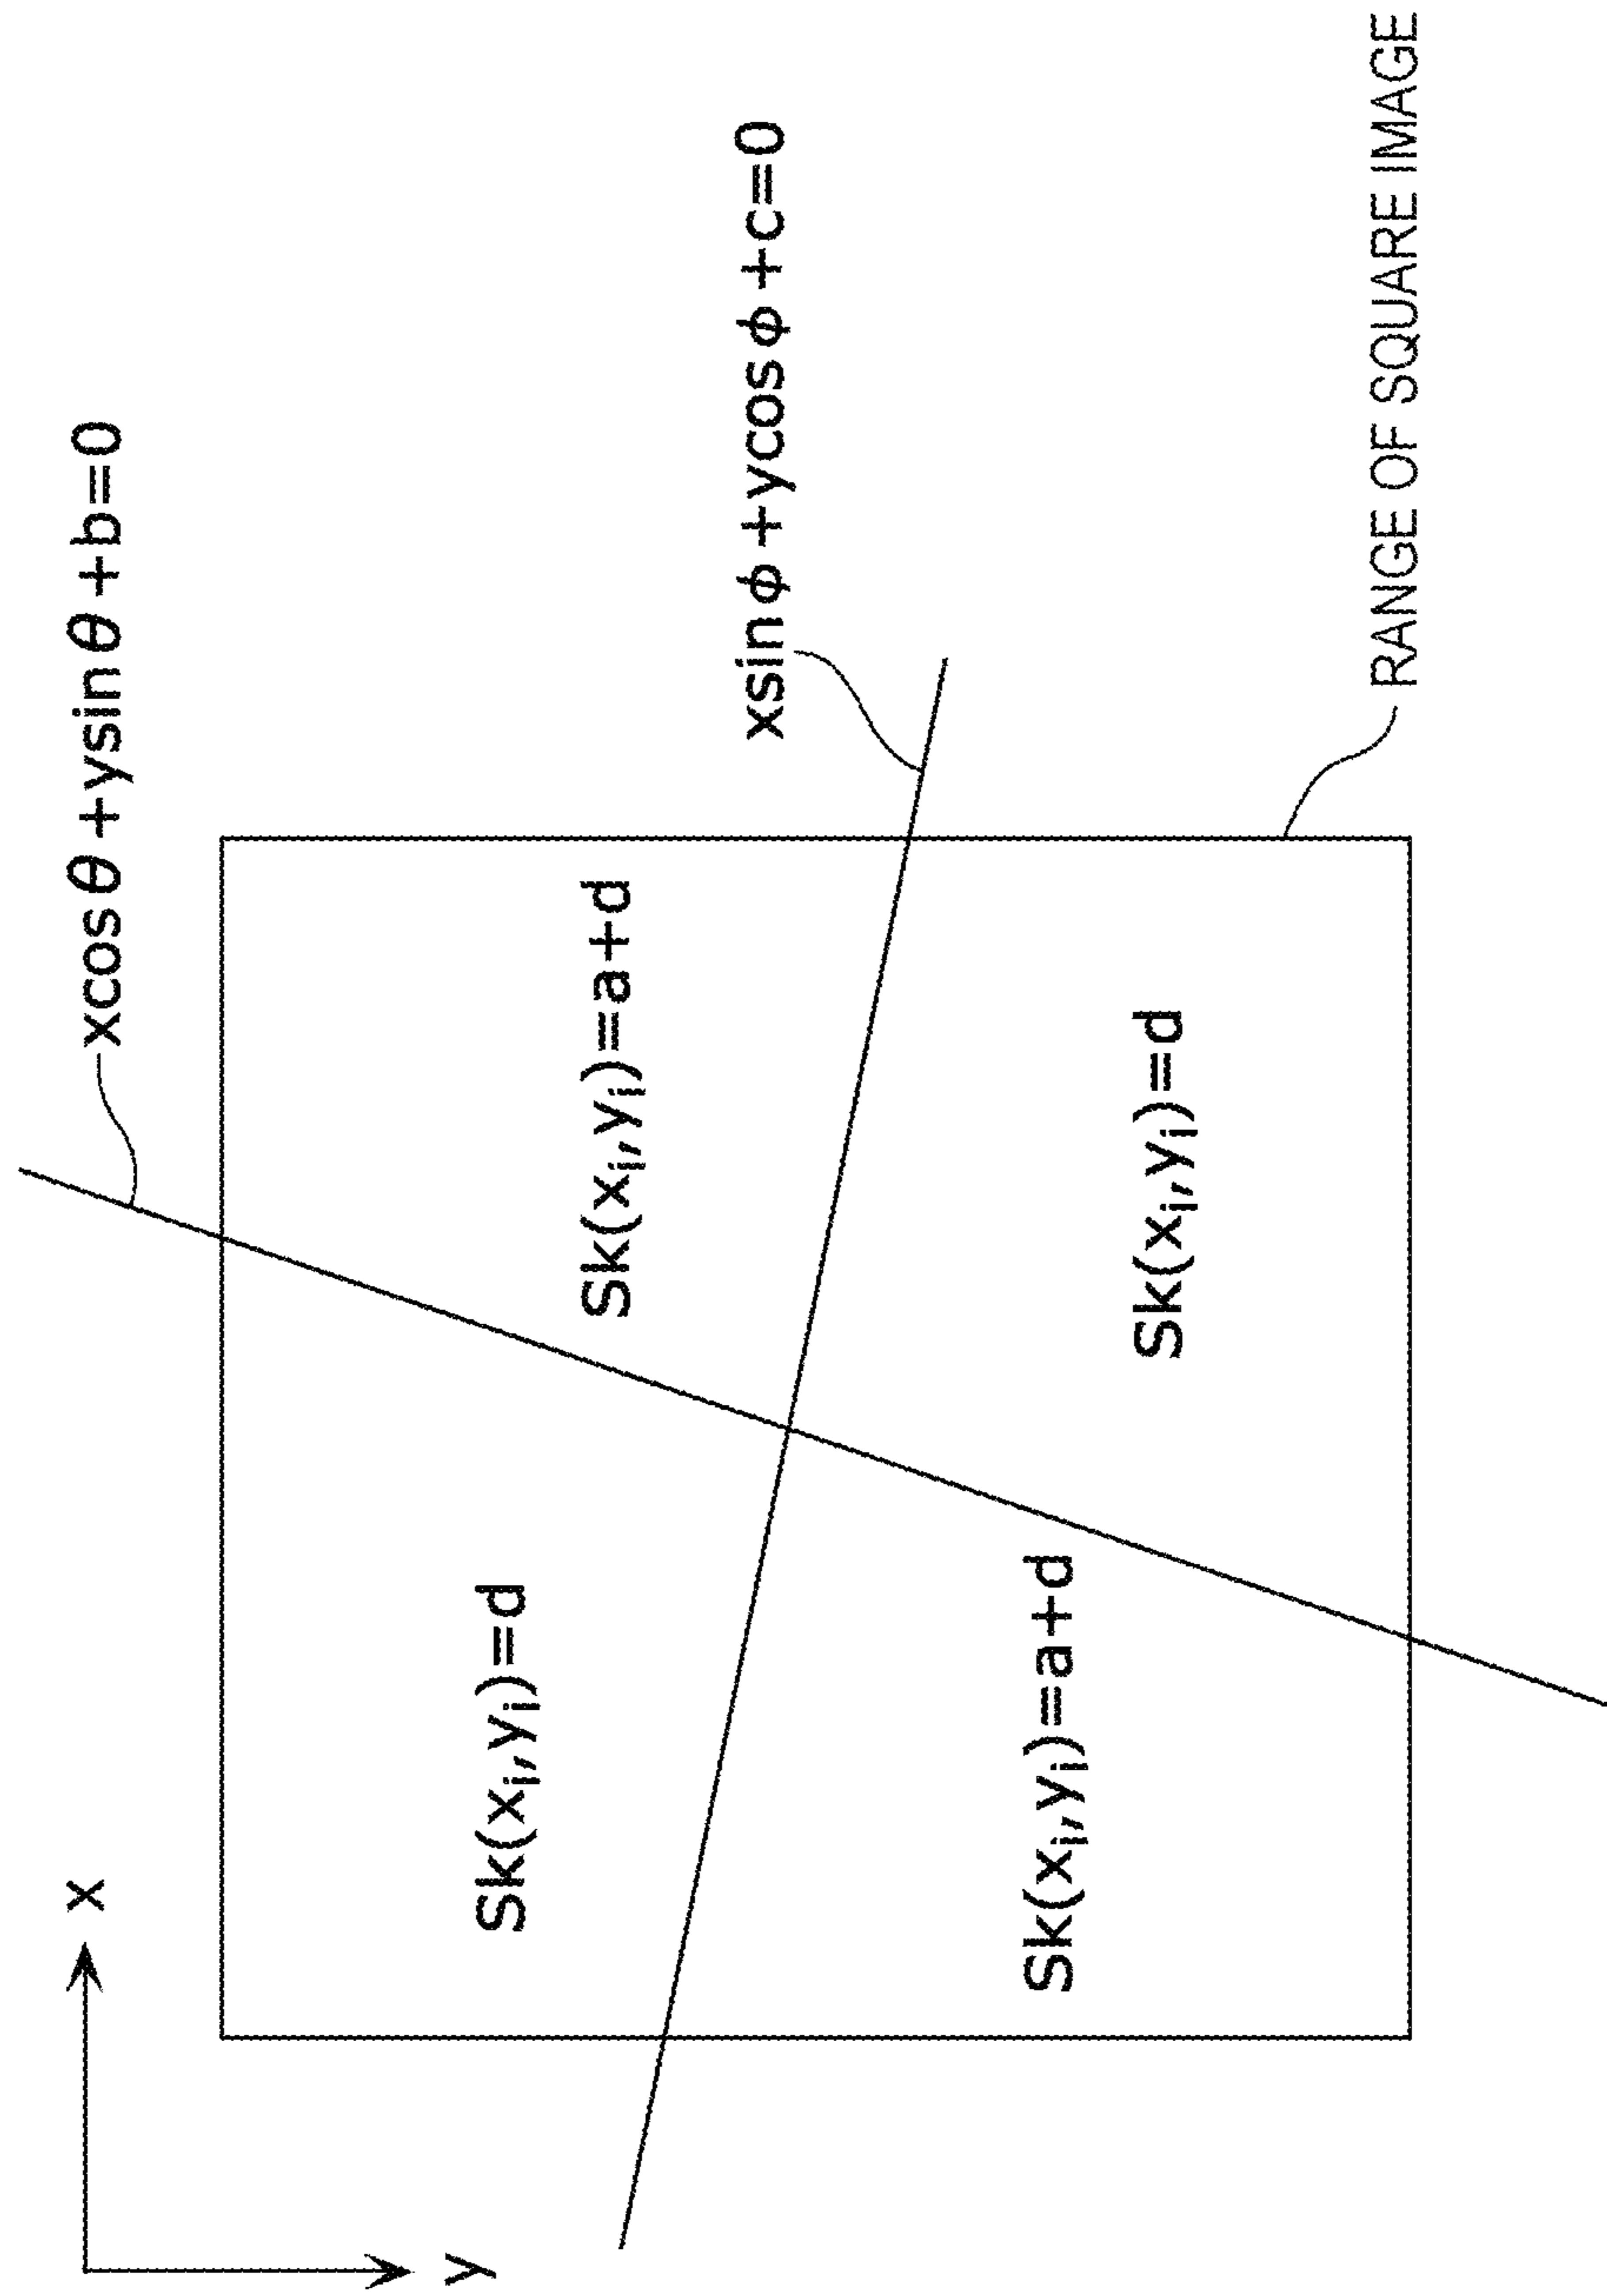 x
xcosθ+ysinθ+b=0
y
Sk(xᵢ,yᵢ)=d
Sk(xᵢ,yᵢ)=a+d
xsinϕ+ycosϕ+c=0
Sk(xᵢ,yᵢ)=a+d
Sk(xᵢ,yᵢ)=d
RANGE OF SQUARE IMAGE